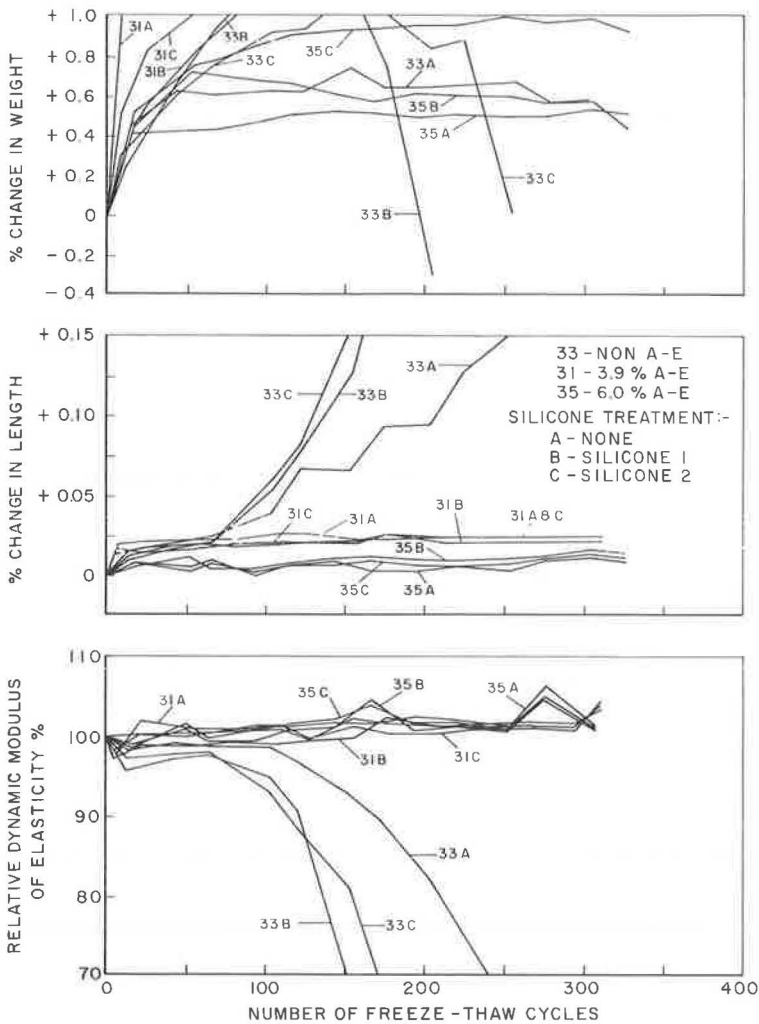 % CHANGE IN WEIGHT
+ 1.0
+ 0.8
+ 0.6
+ 0.4
+ 0.2
0
- 0.2
- 0.4
31A
31C
31B
33B
33C
35C
33A
35B
35A
33B
33C
% CHANGE IN LENGTH
+ 0.15
+ 0.10
+ 0.05
0
33C
33B
33A
33-NON A-E
31 - 3.9 % A-E
35-6.0 % A-E
SILICONE TREATMENT:-
A - NONE
B - SILICONE 1
C - SILICONE 2
31C
31A
31B
31A&C
35B
35C
35A
RELATIVE DYNAMIC MODULUS
OF ELASTICITY %
110
100
90
80
70
31A
35C
35B
35A
31B
31C
33A
33B
33C
0
100
200
300
400
NUMBER OF FREEZE-THAW CYCLES